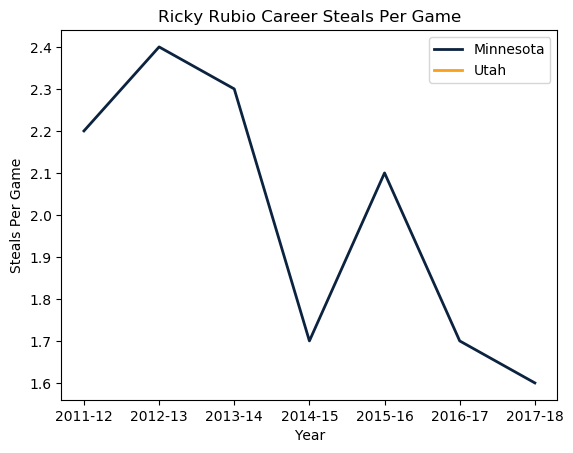 Ricky Rubio Career Steals Per Game
Minnesota
Utah
2.4
2.3
2.2
2.1
2.0
1.9
1.8
1.7
1.6
Steals Per Game
2011-12 2012-13 2013-14 2014-15 2015-16 2016-17 2017-18
Year